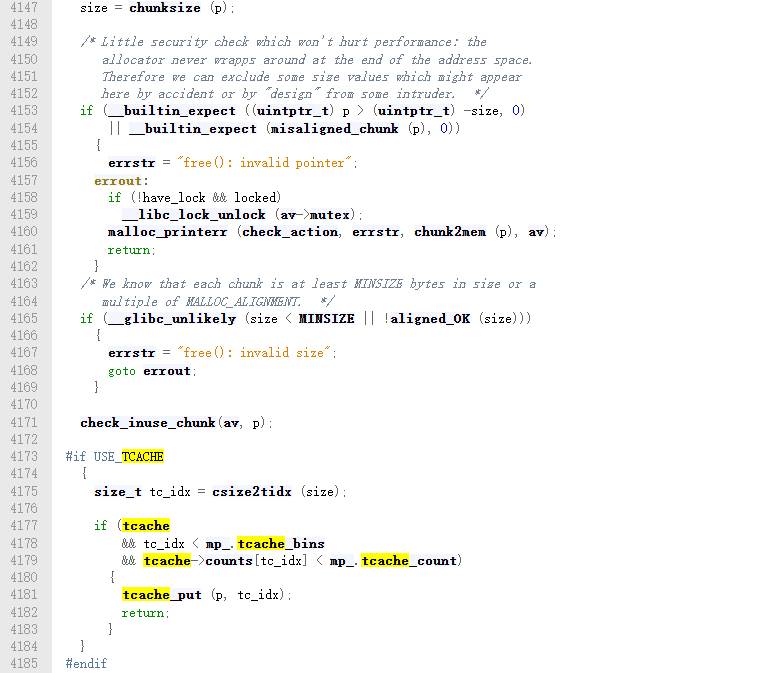 4147 size = chunksize (p);
4148
4149 /* Little security check which won't hurt performance: the
4150 allocator never wrapps around at the end of the address space.
4151 Therefore we can exclude some size values which might appear
4152 here by accident or by "design" from some intruder. */
4153 if (__builtin_expect ((uintptr_t) p > (uintptr_t) -size, 0)
4154 || __builtin_expect (misaligned_chunk (p), 0))
4155 {
4156 errstr = "free(): invalid pointer";
4157 errout:
4158 if (!have_lock && locked)
4159 __libc_lock_unlock (av->mutex);
4160 malloc_printerr (check_action, errstr, chunk2mem (p), av);
4161 return;
4162 }
4163 /* We know that each chunk is at least MINSIZE bytes in size or a
4164 multiple of MALLOC_ALIGNMENT. */
4165 if (__glibc_unlikely (size < MINSIZE || !aligned_OK (size)))
4166 {
4167 errstr = "free(): invalid size";
4168 goto errout;
4169 }
4170
4171 check_inuse_chunk(av, p);
4172
4173 #if USE_TCACHE
4174 {
4175 size_t tc_idx = csize2tidx (size);
4176
4177 if (tcache
4178 && tc_idx < mp_.tcache_bins
4179 && tcache->counts[tc_idx] < mp_.tcache_count)
4180 {
4181 tcache_put (p, tc_idx);
4182 return;
4183 }
4184 }
4185 #endif